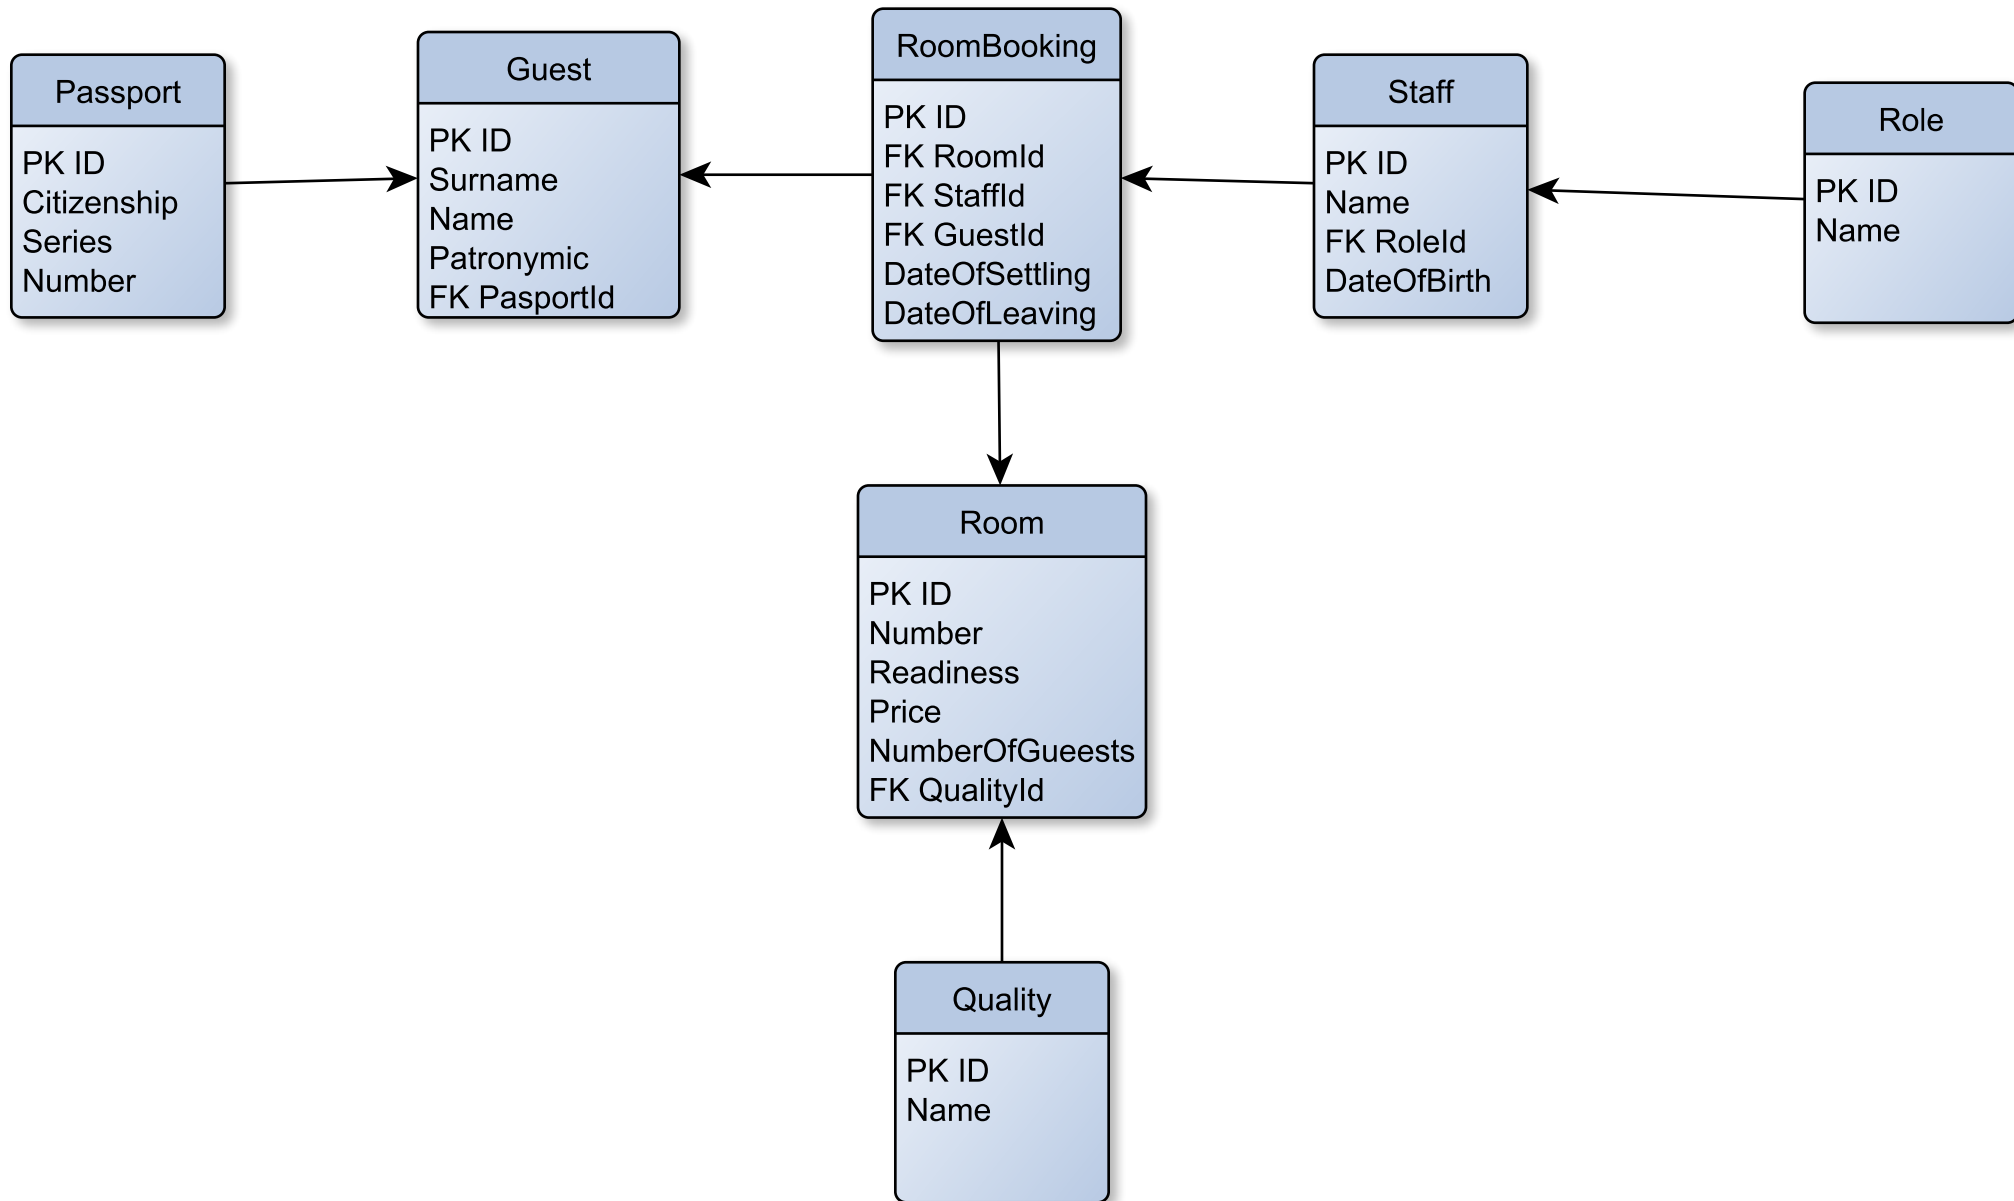 Passport
PK ID
Citizenship
Series
Number
Guest
PK ID
Surname
Name
Patronymic
FK PasportId
RoomBooking
PK ID
FK RoomId
FK StaffId
FK GuestId
DateOfSettling
DateOfLeaving
Staff
PK ID
Name
FK RoleId
DateOfBirth
Role
PK ID
Name
Room
PK ID
Number
Readiness
Price
NumberOfGueests
FK QualityId
Quality
PK ID
Name